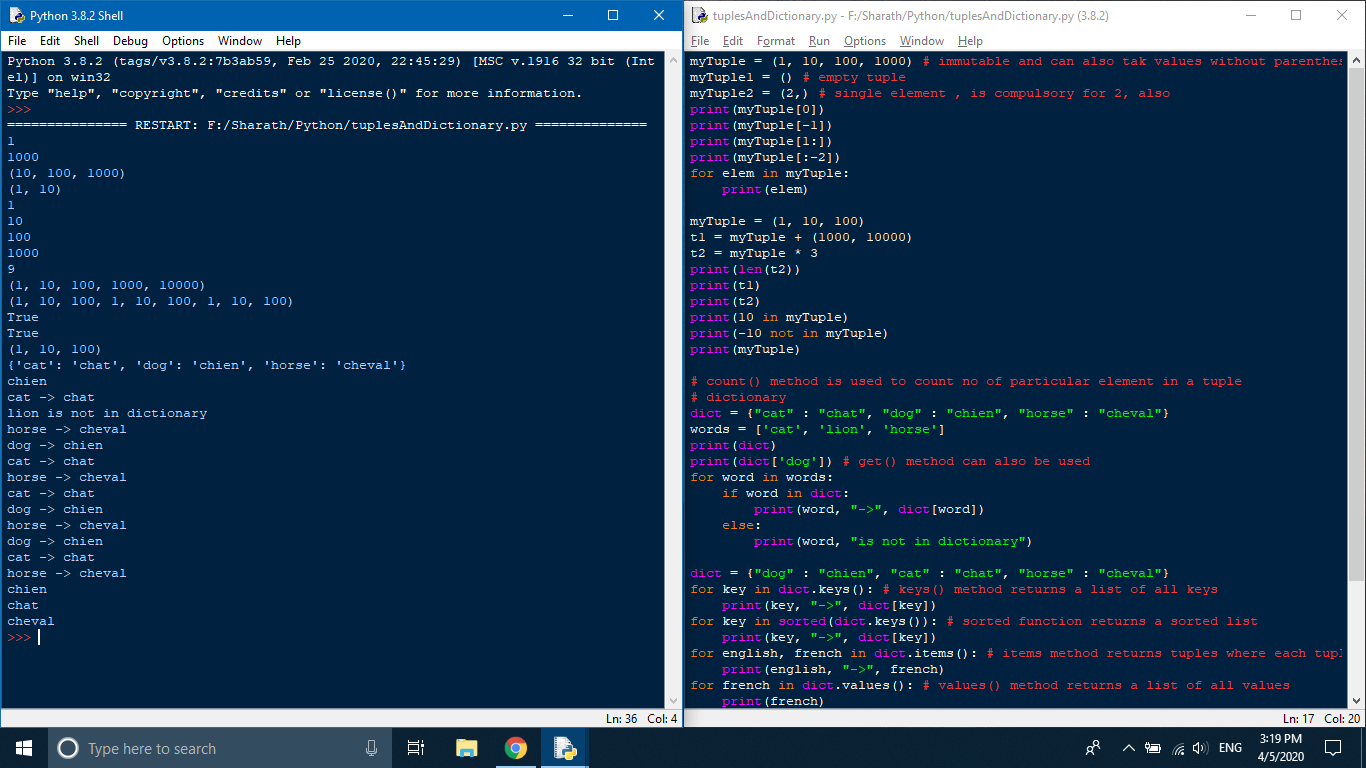 Python 3.8.2 Shell
File Edit Shell Debug Options Window Help
Python 3.8.2 (tags/v3.8.2:7b3ab59, Feb 25 2020, 22:45:29) [MSC v.1916 32 bit (Int
el)] on win32
Type "help", "copyright", "credits" or "license()" for more information.
>>>
=============== RESTART: F:/Sharath/Python/tuplesAndDictionary.py ==============
1
1000
(10, 100, 1000)
(1, 10)
1
10
100
1000
9
(1, 10, 100, 1000, 10000)
(1, 10, 100, 1, 10, 100, 1, 10, 100)
True
True
(1, 10, 100)
{'cat': 'chat', 'dog': 'chien', 'horse': 'cheval'}
chien
cat -> chat
lion is not in dictionary
horse -> cheval
dog -> chien
cat -> chat
horse -> cheval
cat -> chat
dog -> chien
horse -> cheval
dog -> chien
cat -> chat
horse -> cheval
chien
chat
cheval
>>>
Ln: 36 Col: 4
tuplesAndDictionary.py - F:/Sharath/Python/tuplesAndDictionary.py (3.8.2)
File Edit Format Run Options Window Help
myTuple = (1, 10, 100, 1000) # immutable and can also tak values without parenthes
myTuple1 = () # empty tuple
myTuple2 = (2,) # single element , is compulsory for 2, also
print(myTuple[0])
print(myTuple[-1])
print(myTuple[1:])
print(myTuple[:-2])
for elem in myTuple:
    print(elem)
myTuple = (1, 10, 100)
t1 = myTuple + (1000, 10000)
t2 = myTuple * 3
print(len(t2))
print(t1)
print(t2)
print(10 in myTuple)
print(-10 not in myTuple)
print(myTuple)
# count() method is used to count no of particular element in a tuple
# dictionary
dict = {"cat" : "chat", "dog" : "chien", "horse" : "cheval"}
words = ['cat', 'lion', 'horse']
print(dict)
print(dict['dog']) # get() method can also be used
for word in words:
    if word in dict:
        print(word, "->", dict[word])
    else:
        print(word, "is not in dictionary")
dict = {"dog" : "chien", "cat" : "chat", "horse" : "cheval"}
for key in dict.keys(): # keys() method returns a list of all keys
    print(key, "->", dict[key])
for key in sorted(dict.keys()): # sorted function returns a sorted list
    print(key, "->", dict[key])
for english, french in dict.items(): # items method returns tuples where each tupl
    print(english, "->", french)
for french in dict.values(): # values() method returns a list of all values
    print(french)
Ln: 17 Col: 20
Type here to search
ENG
3:19 PM
4/5/2020